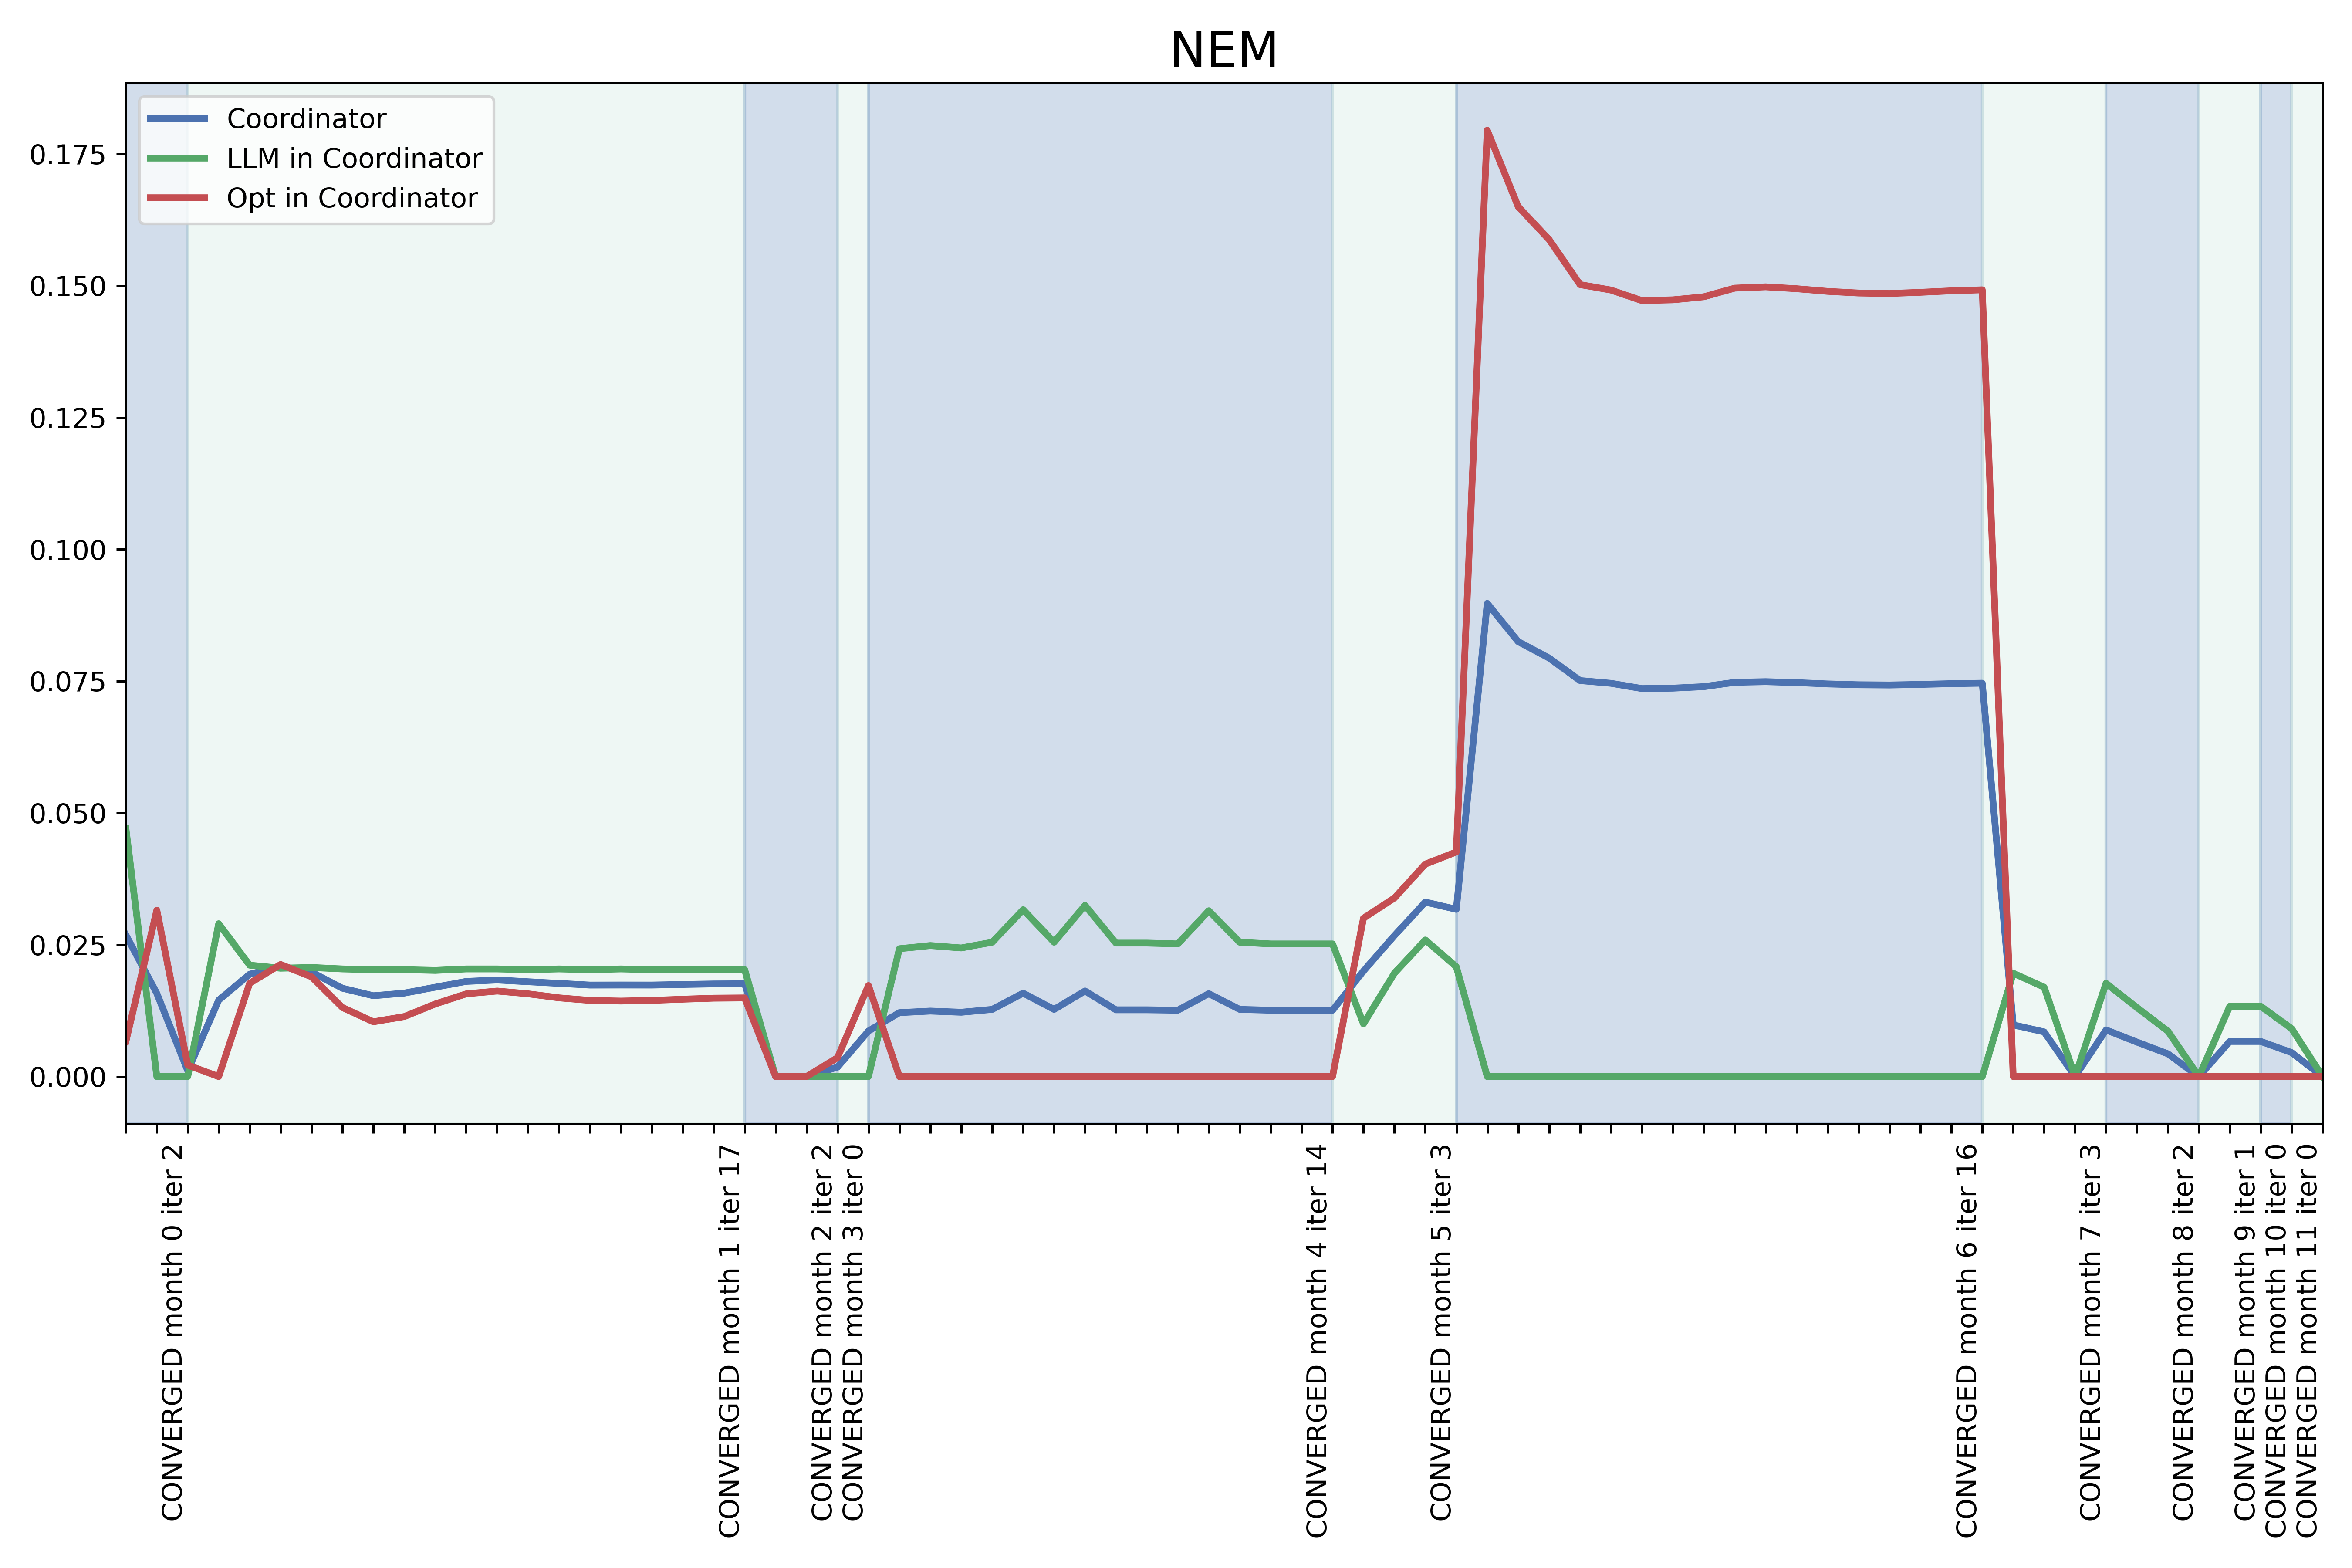 NEM
Coordinator
LLM in Coordinator
Opt in Coordinator
0.175
0.150
0.125
0.100
0.075
0.050
0.025
0.000
CONVERGED month 0 iter 2
CONVERGED month 1 iter 17
CONVERGED month 2 iter 2
CONVERGED month 3 iter 0
CONVERGED month 4 iter 14
CONVERGED month 5 iter 3
CONVERGED month 6 iter 16
CONVERGED month 7 iter 3
CONVERGED month 8 iter 2
CONVERGED month 9 iter 1
CONVERGED month 10 iter 0
CONVERGED month 11 iter 0